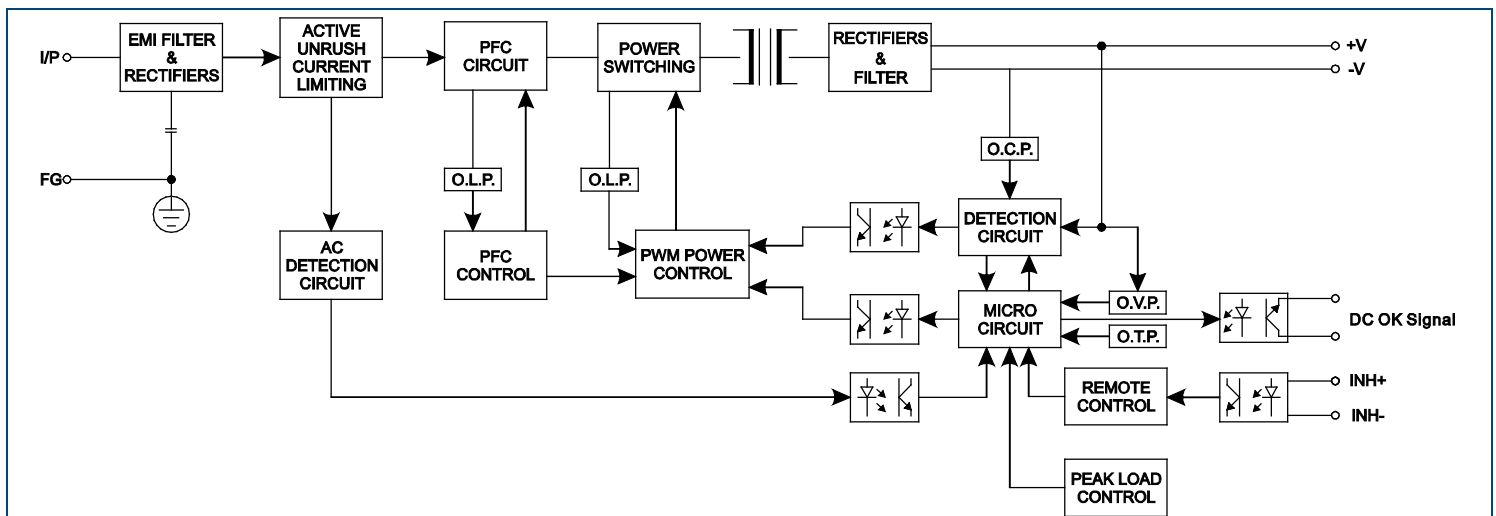 I/P
EMI FILTER
&
RECTIFIERS
ACTIVE
UNRUSH
CURRENT
LIMITING
PFC
CIRCUIT
POWER
SWITCHING
RECTIFIERS
&
FILTER
+V
-V
FG
O.L.P.
O.L.P.
O.C.P.
AC
DETECTION
CIRCUIT
PFC
CONTROL
PWM POWER
CONTROL
DETECTION
CIRCUIT
MICRO
CIRCUIT
O.V.P.
O.T.P.
DC OK Signal
REMOTE
CONTROL
INH+
INH-
PEAK LOAD
CONTROL